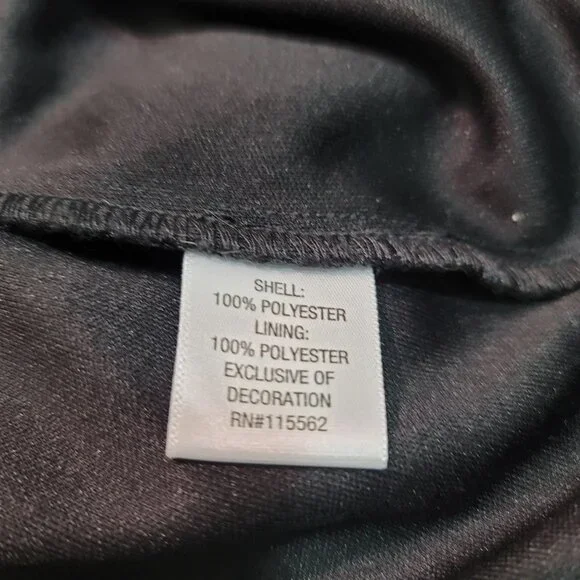 SHELL:
100% POLYESTER
LINING:
100% POLYESTER
EXCLUSIVE OF
DECORATION
RN#115562